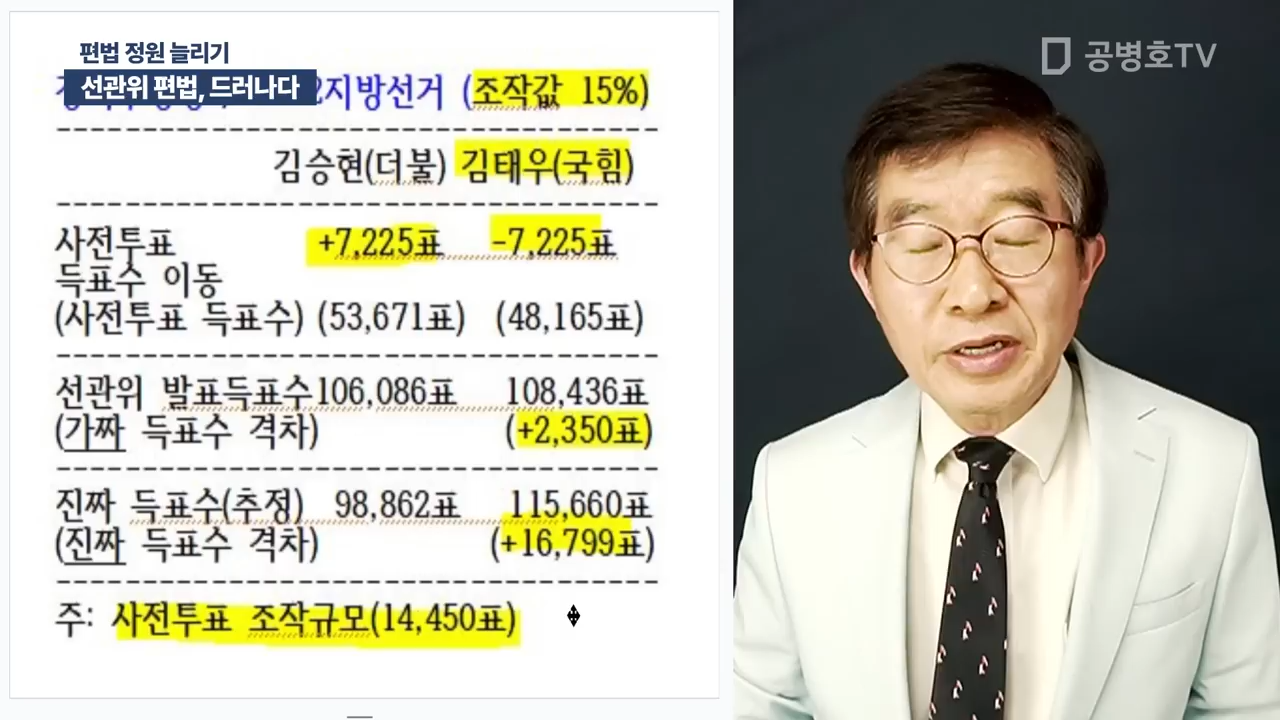 편법 정원 늘리기
선관위 편법, 드러나다
2지방선거 (조작값 15%)
김승현(더불) 김태우(국힘)
사전투표 +7,225표 -7,225표
득표수 이동
(사전투표 득표수) (53,671표) (48,165표)
선관위 발표득표수 106,086표 108,436표
(가짜 득표수 격차) (+2,350표)
진짜 득표수(추정) 98,862표 115,660표
(진짜 득표수 격차) (+16,799표)
주: 사전투표 조작규모(14,450표)
공병호TV